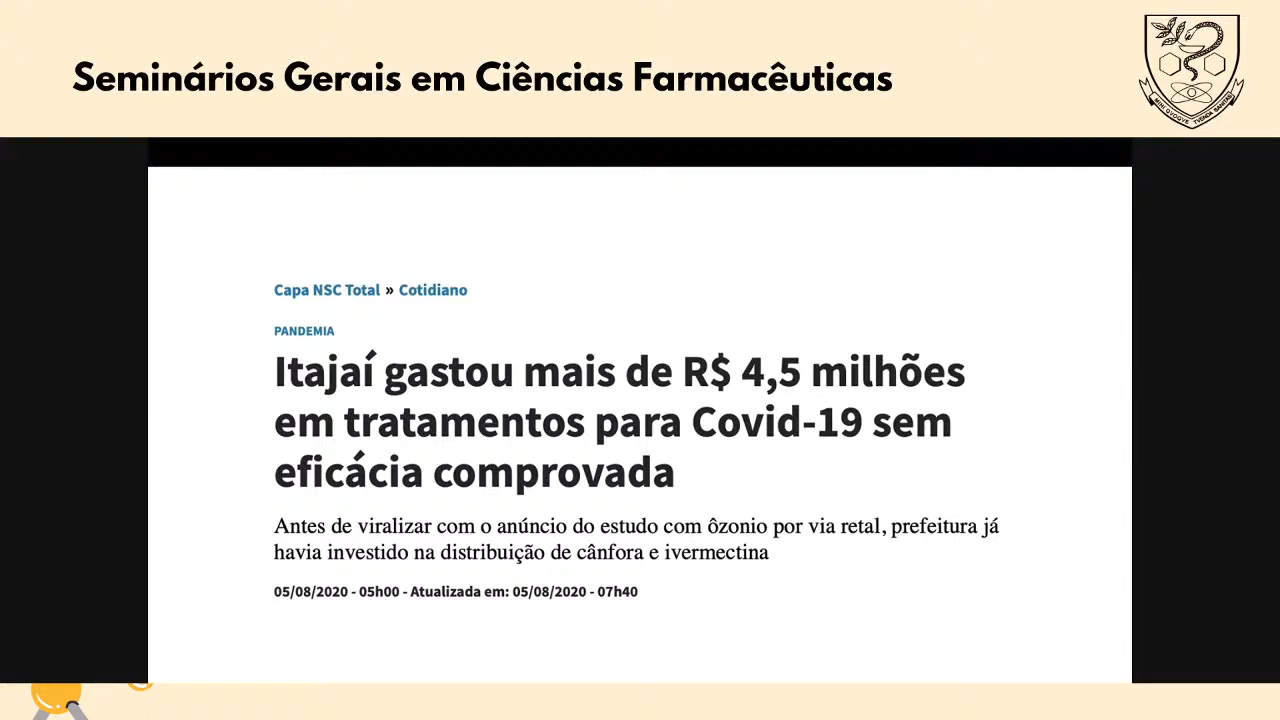 Seminários Gerais em Ciências Farmacêuticas
Capa NSC Total » Cotidiano
PANDEMIA
Itajaí gastou mais de R$ 4,5 milhões
em tratamentos para Covid-19 sem
eficácia comprovada
Antes de viralizar com o anúncio do estudo com ôzonio por via retal, prefeitura já
havia investido na distribuição de cânfora e ivermectina
05/08/2020 - 05h00 - Atualizada em: 05/08/2020 - 07h40